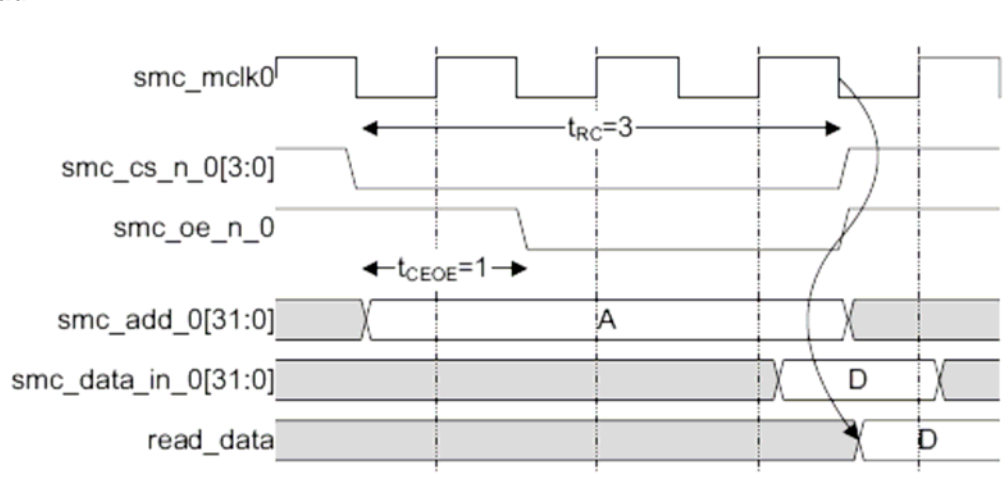 smc_mclk0
tRC=3
smc_cs_n_0[3:0]
smc_oe_n_0
tCEOE=1
smc_add_0[31:0] A
smc_data_in_0[31:0] D
read_data D